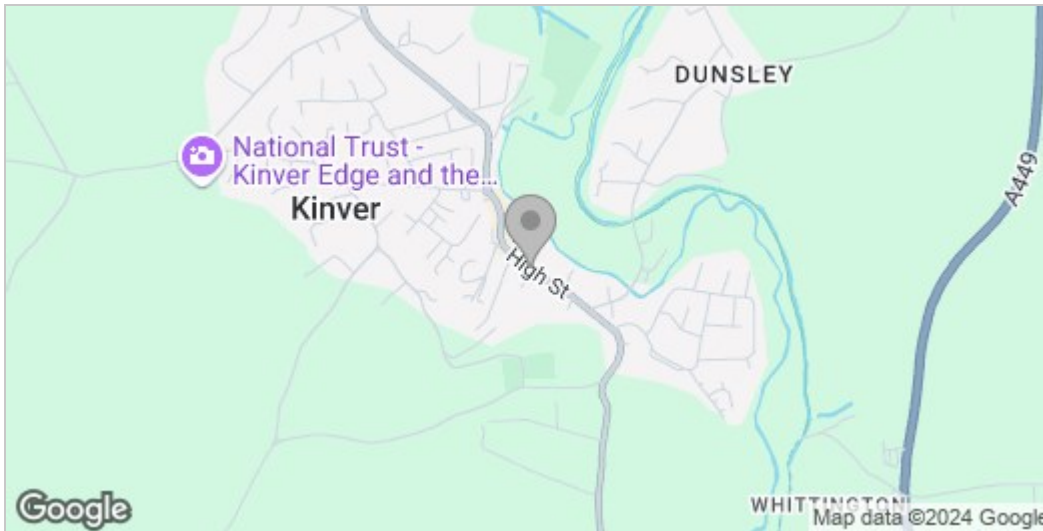 DUNSLEY
National Trust -
Kinver Edge and the...
Kinver
A449
High St
WHITTINGTON
Google
Map data ©2024 Google